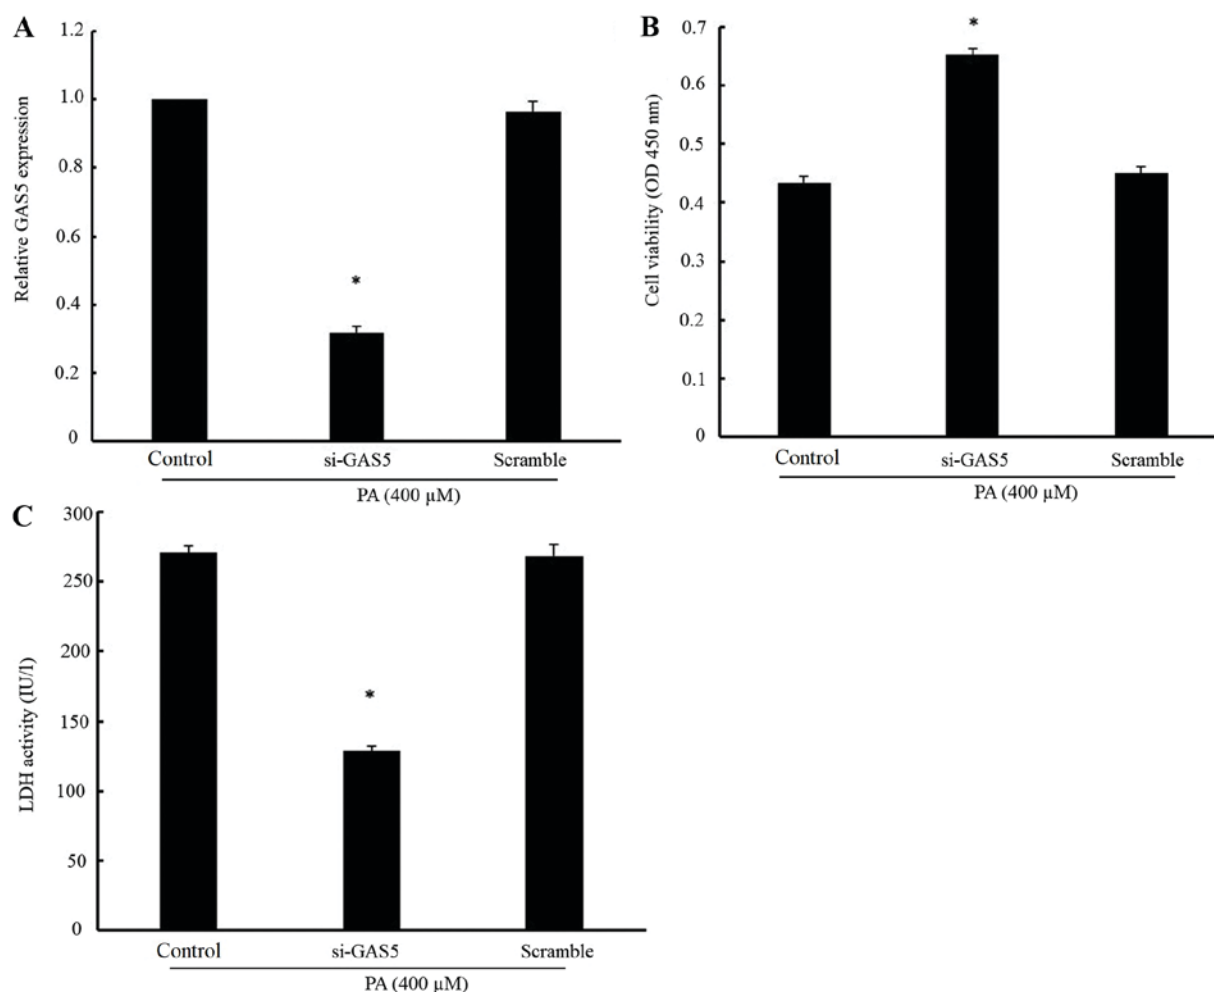 A
Relative GAS5 expression
1.2
1.0
0.8
0.6
0.4
0.2
0
*
Control si-GAS5 Scramble
PA (400 µM)
B
Cell viability (OD 450 nm)
0.7
0.6
0.5
0.4
0.3
0.2
0.1
0
*
Control si-GAS5 Scramble
PA (400 µM)
C
LDH activity (IU/l)
300
250
200
150
100
50
0
*
Control si-GAS5 Scramble
PA (400 µM)